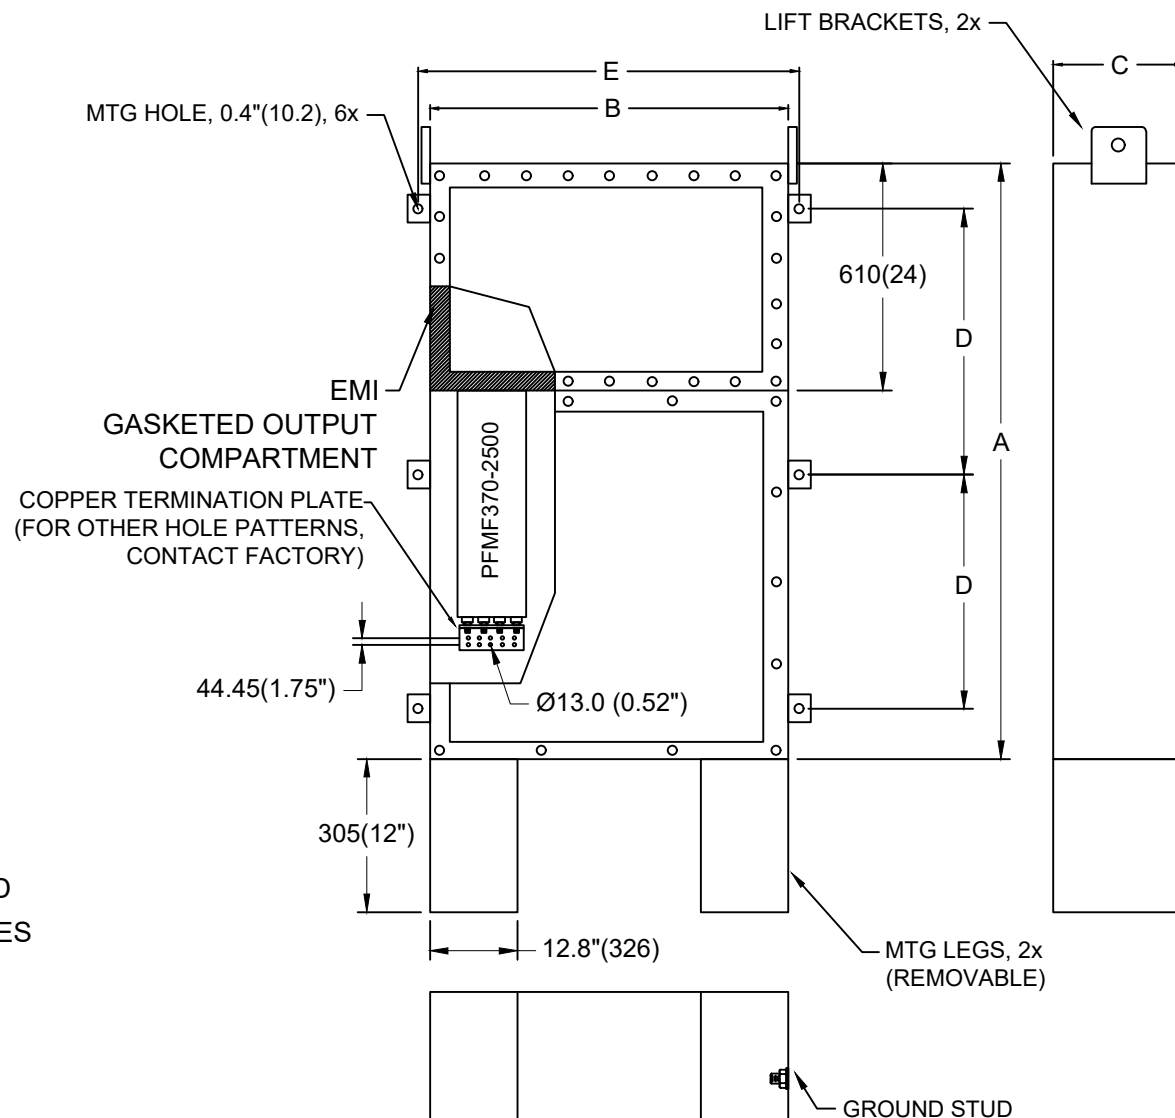 LIFT BRACKETS, 2x
E
C
B
MTG HOLE, 0.4"(10.2), 6x
610(24)
D
EMI
GASKETED OUTPUT
COMPARTMENT
A
PFMF370-2500
COPPER TERMINATION PLATE
(FOR OTHER HOLE PATTERNS,
CONTACT FACTORY)
D
44.45(1.75")
Ø13.0 (0.52")
305(12")
D
ES
12.8"(326)
MTG LEGS, 2x
(REMOVABLE)
GROUND STUD